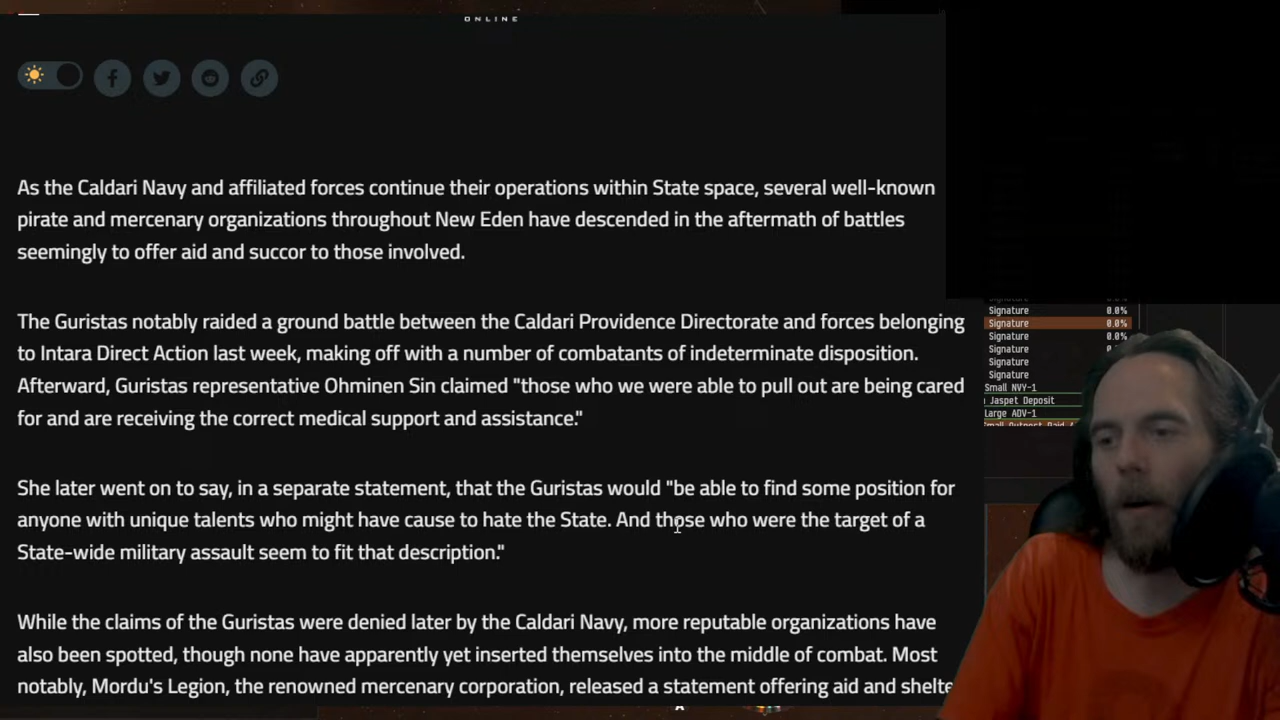 ONLINE
As the Caldari Navy and affiliated forces continue their operations within State space, several well-known
pirate and mercenary organizations throughout New Eden have descended in the aftermath of battles
seemingly to offer aid and succor to those involved.
The Guristas notably raided a ground battle between the Caldari Providence Directorate and forces belonging
to Intara Direct Action last week, making off with a number of combatants of indeterminate disposition.
Afterward, Guristas representative Ohminen Sin claimed "those who we were able to pull out are being cared
for and are receiving the correct medical support and assistance."
She later went on to say, in a separate statement, that the Guristas would "be able to find some position for
anyone with unique talents who might have cause to hate the State. And those who were the target of a
State-wide military assault seem to fit that description."
While the claims of the Guristas were denied later by the Caldari Navy, more reputable organizations have
also been spotted, though none have apparently yet inserted themselves into the middle of combat. Most
notably, Mordu's Legion, the renowned mercenary corporation, released a statement offering aid and shelte
Signature 0.0%
Signature 0.0%
Signature 0.0%
Signature 0.0%
Signature 0.0%
Signature 0.0%
Small NVY-1
Jaspet Deposit
Large ADV-1
Small Outpost Raid